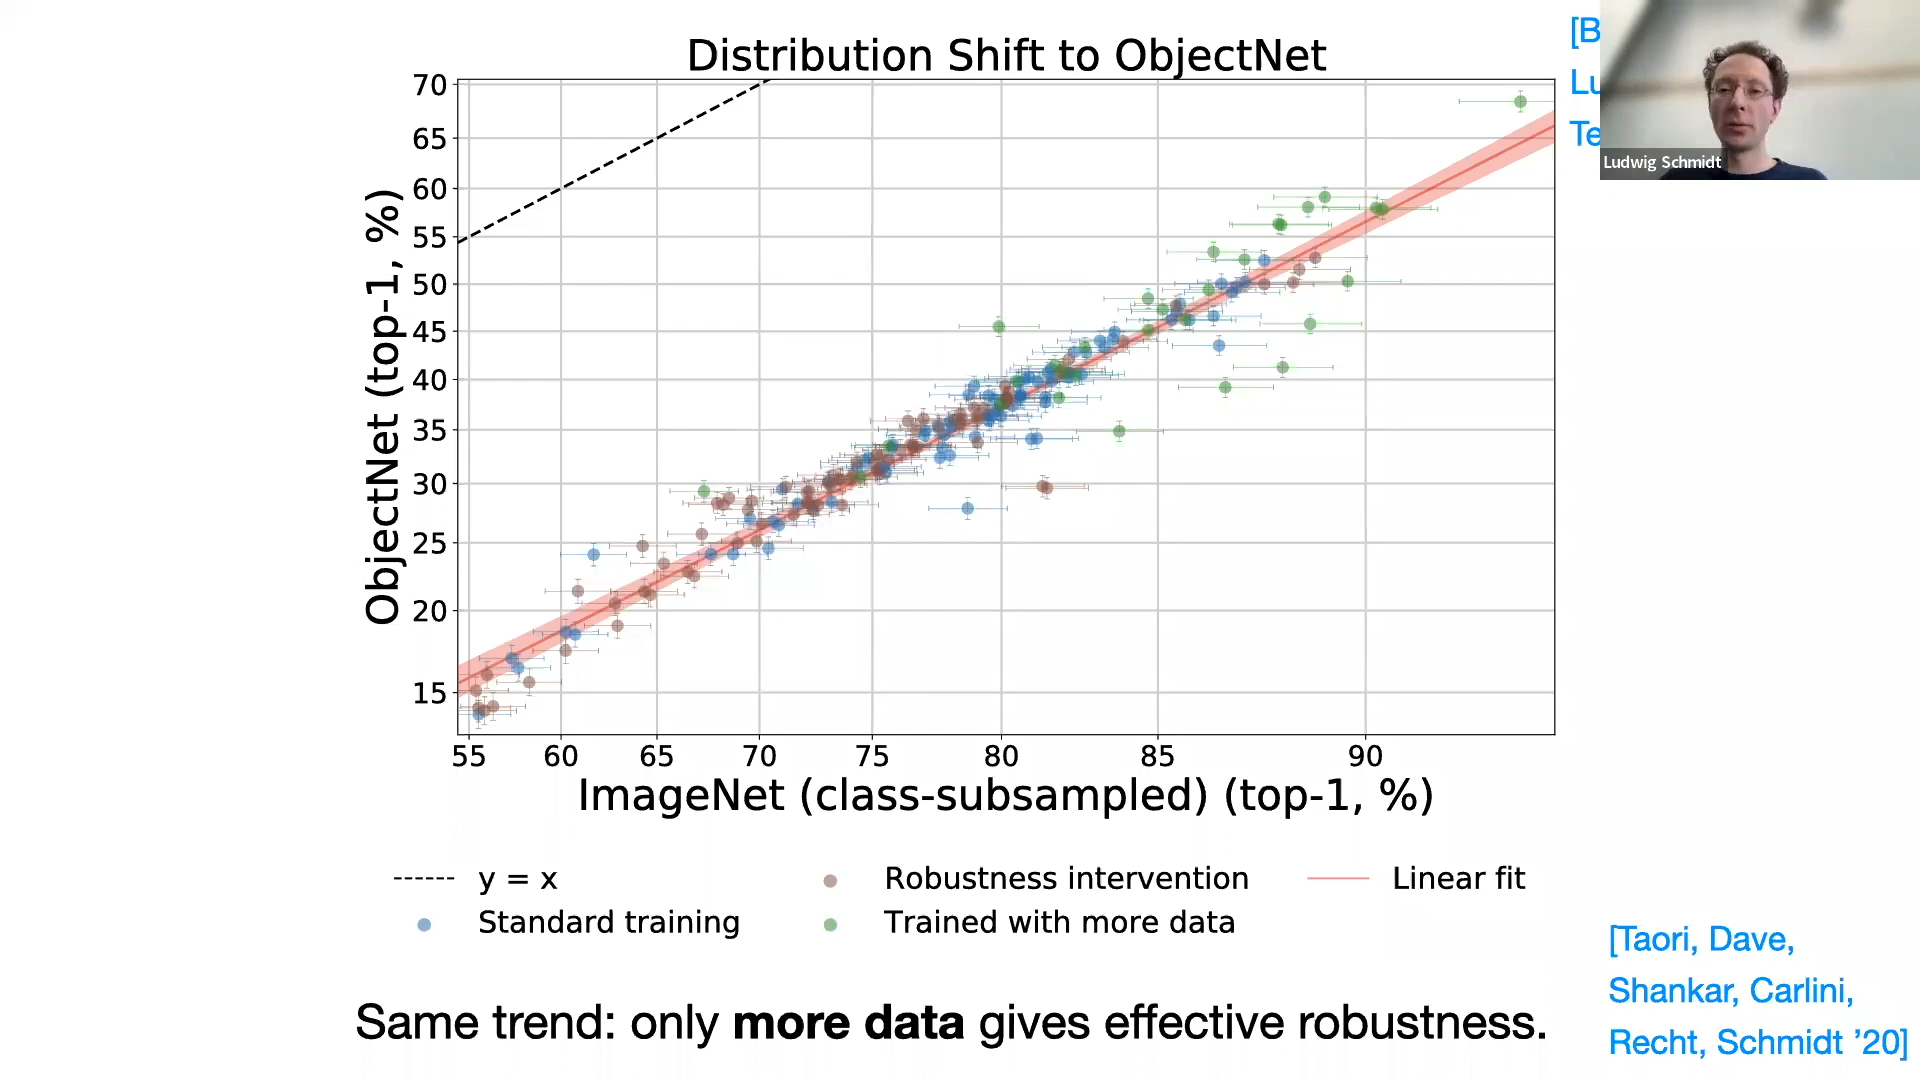 Distribution Shift to ObjectNet
[B
Lu
Te
Ludwig Schmidt
ObjectNet (top-1, %)
70
65
60
55
50
45
40
35
30
25
20
15
55 60 65 70 75 80 85 90
ImageNet (class-subsampled) (top-1, %)
y = x
Robustness intervention
Linear fit
Standard training
Trained with more data
Same trend: only more data gives effective robustness.
[Taori, Dave,
Shankar, Carlini,
Recht, Schmidt ’20]